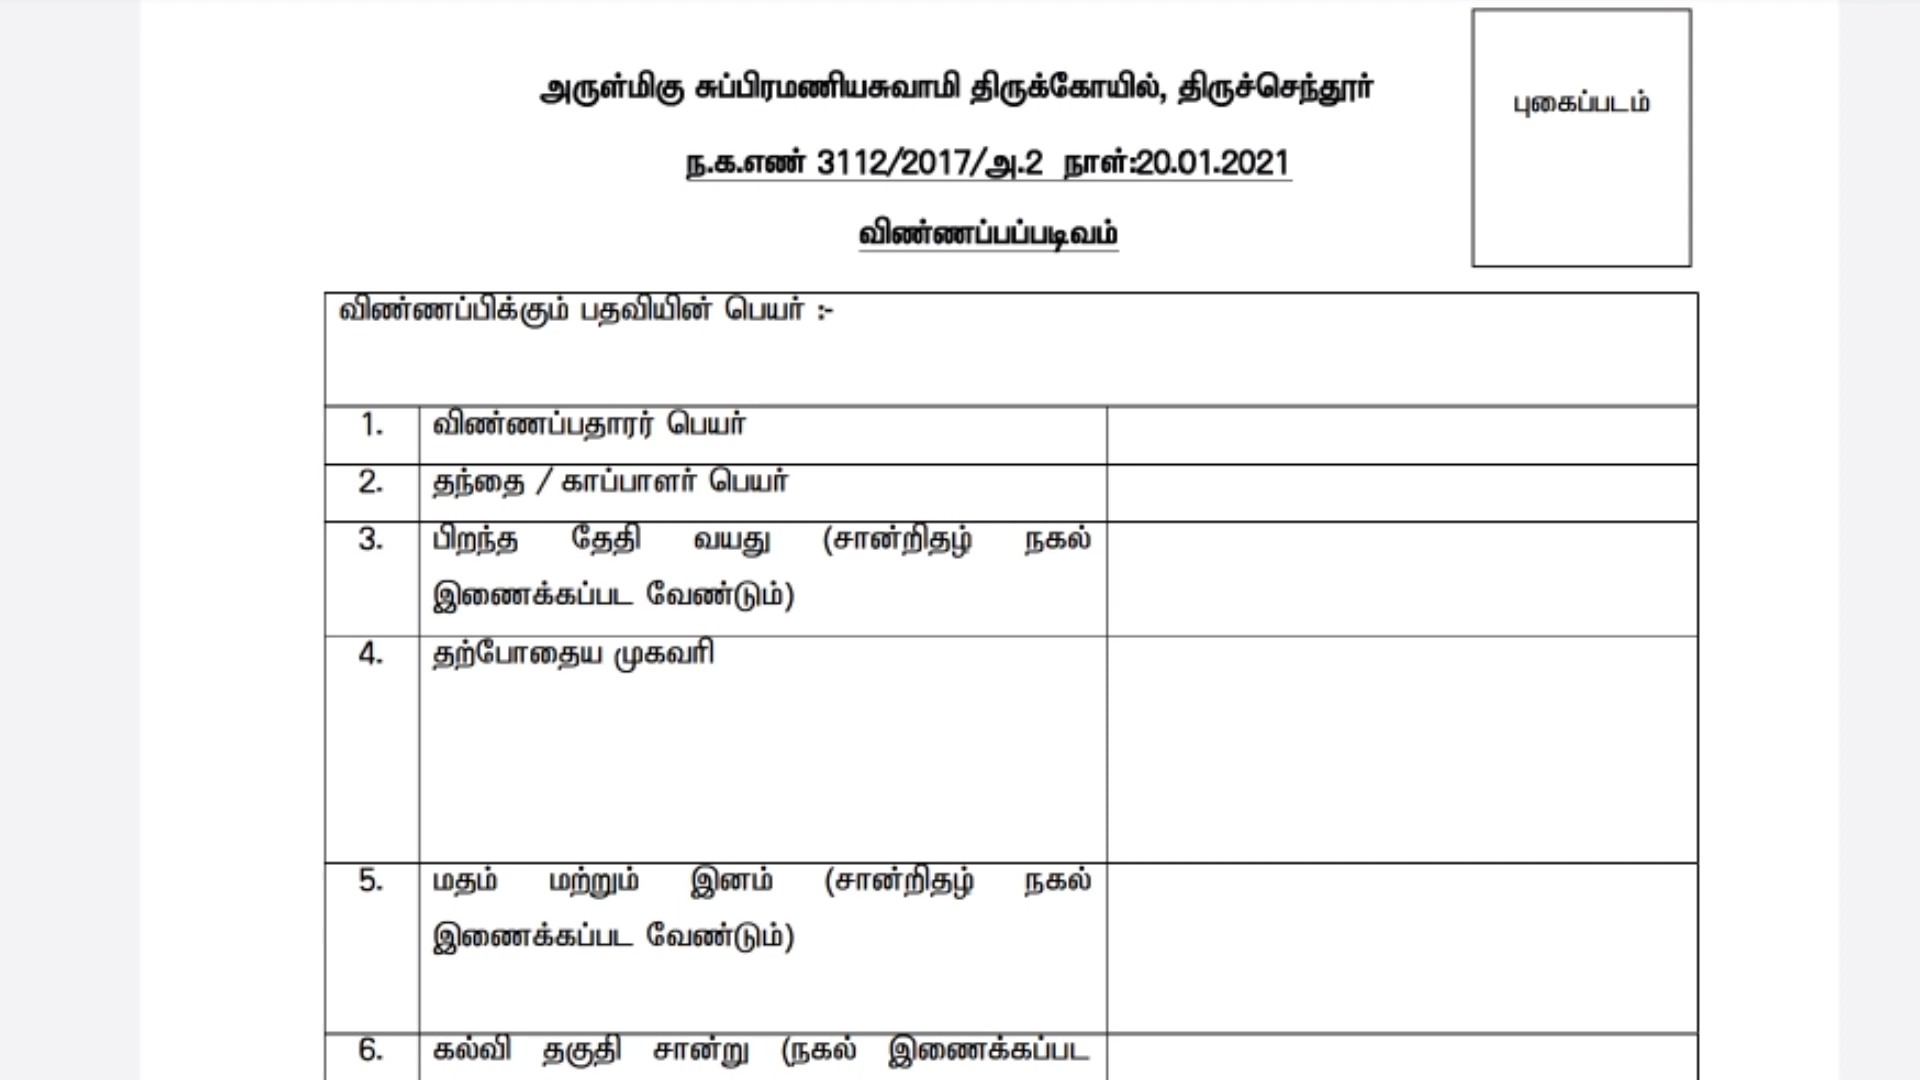 அருள்மிகு சுப்பிரமணியசுவாமி திருக்கோயில், திருச்செந்தூர்
புகைப்படம்
ந.க.எண் 3112/2017/அ.2 நாள்:20.01.2021
விண்ணப்பப்படிவம்
விண்ணப்பிக்கும் பதவியின் பெயர் :-
1. விண்ணப்பதாரர் பெயர்
2. தந்தை / காப்பாளர் பெயர்
3. பிறந்த தேதி வயது (சான்றிதழ் நகல்
இணைக்கப்பட வேண்டும்)
4. தற்போதைய முகவரி
5. மதம் மற்றும் இனம் (சான்றிதழ் நகல்
இணைக்கப்பட வேண்டும்)
6. கல்வி தகுதி சான்று (நகல் இணைக்கப்பட